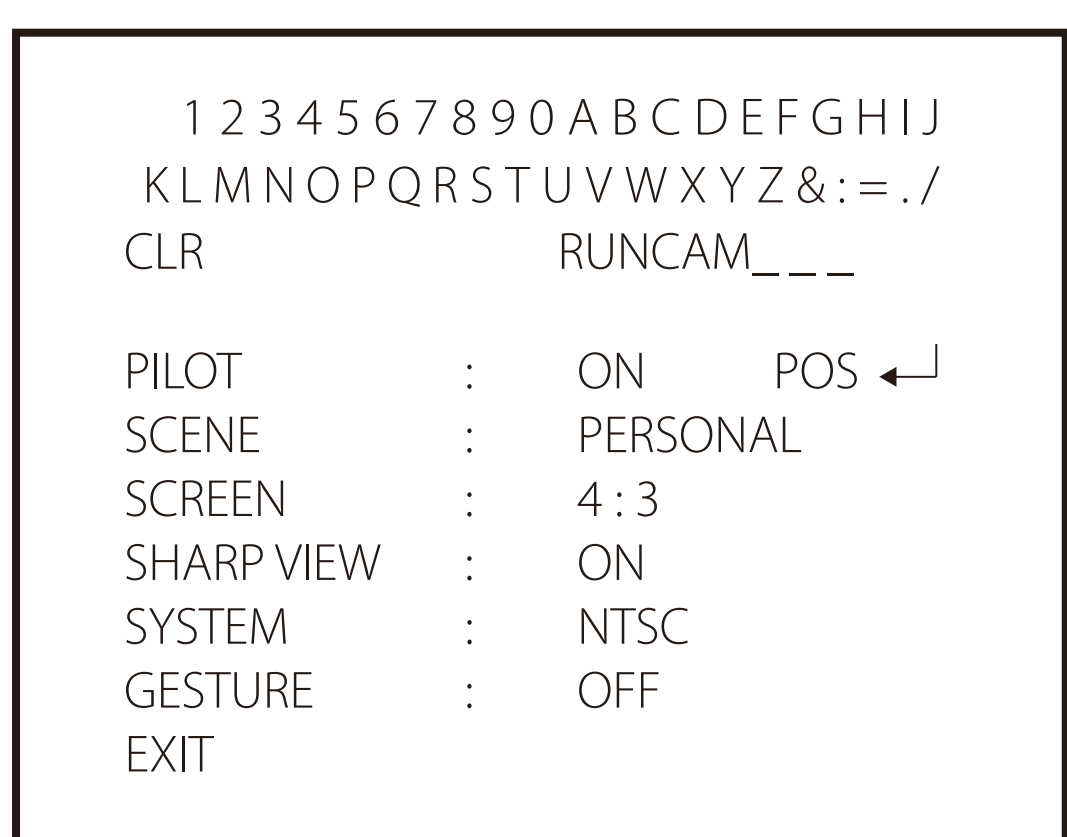 1 2 3 4 5 6 7 8 9 0 A B C D E F G H I J
K L M N O P Q R S T U V W X Y Z & : = . /
CLR RUNCAM_ _ _
PILOT : ON POS ↵
SCENE : PERSONAL
SCREEN : 4 : 3
SHARP VIEW : ON
SYSTEM : NTSC
GESTURE : OFF
EXIT